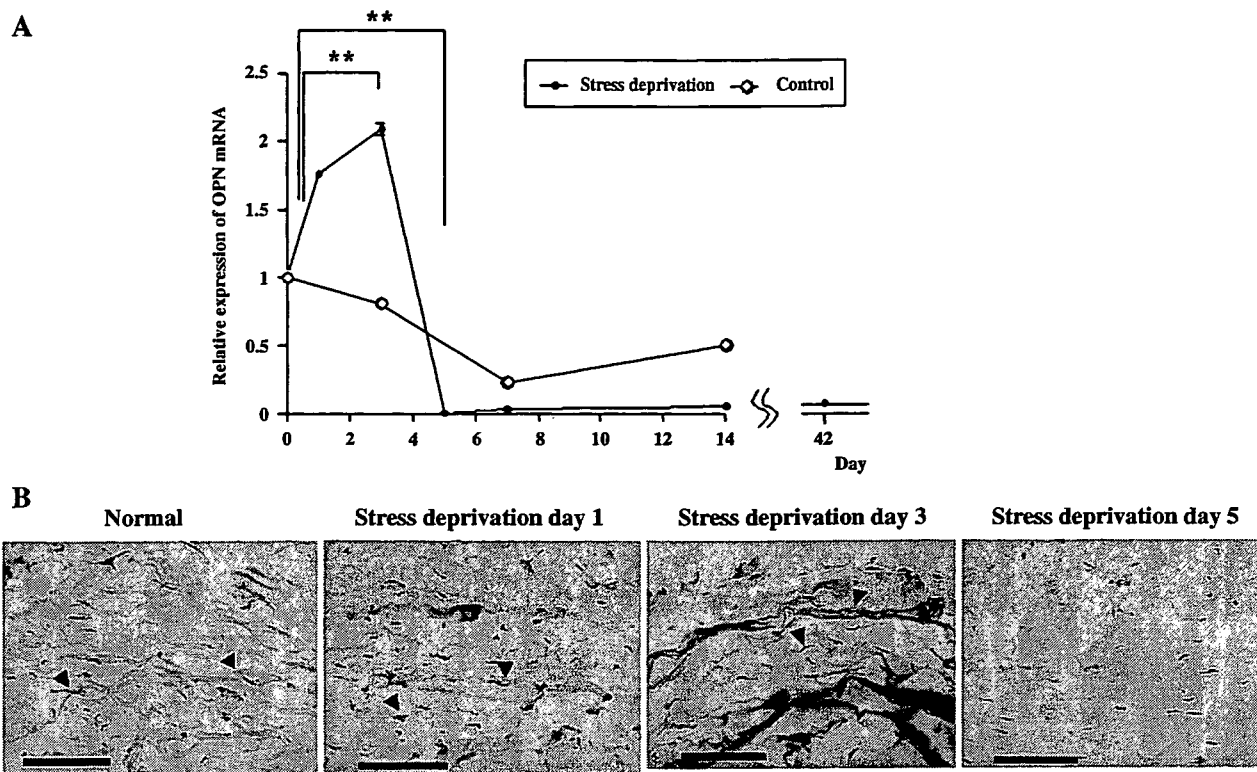 A
**
**
2.5
2
1.5
1
0.5
0
Relative expression of OPN mRNA
Stress deprivation Control
0 2 4 6 8 10 12 14 42
Day
B
Normal Stress deprivation day 1 Stress deprivation day 3 Stress deprivation day 5